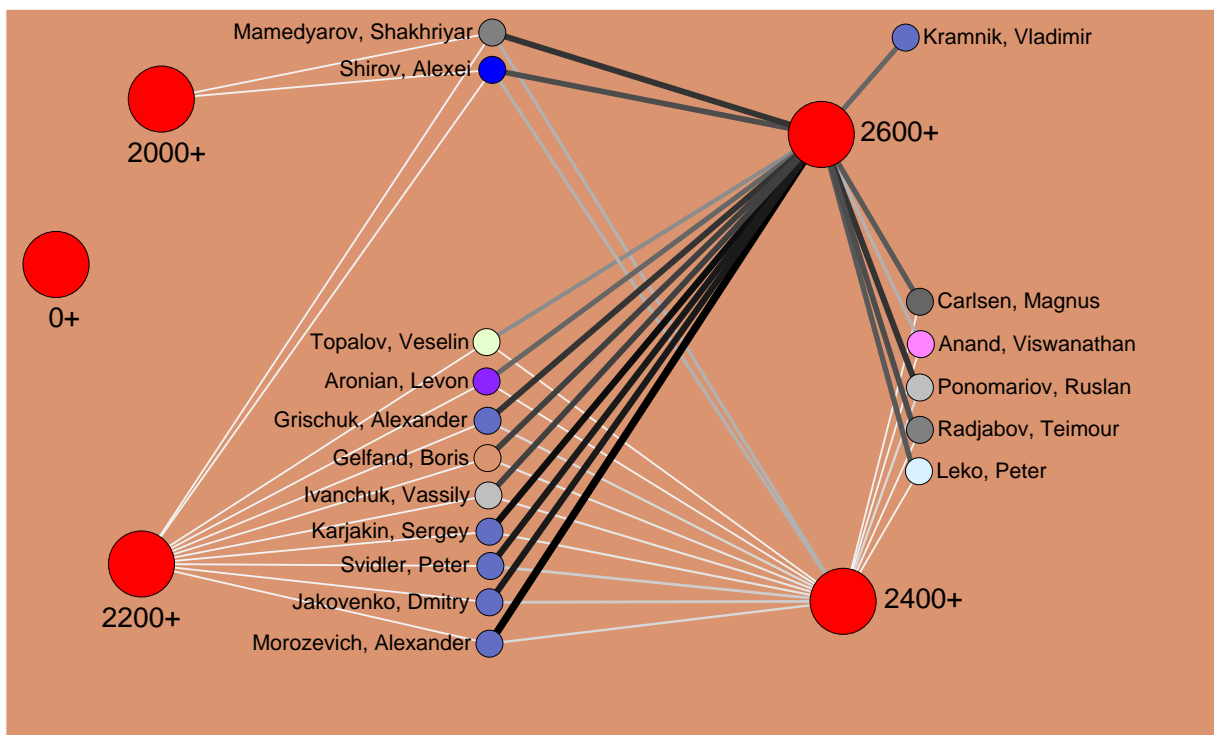 Mamedyarov, Shakhriyar
Kramnik, Vladimir
Shirov, Alexei
2000+
2600+
0+
Carlsen, Magnus
Topalov, Veselin
Anand, Viswanathan
Aronian, Levon
Ponomariov, Ruslan
Grischuk, Alexander
Radjabov, Teimour
Gelfand, Boris
Leko, Peter
Ivanchuk, Vassily
Karjakin, Sergey
Svidler, Peter
Jakovenko, Dmitry
2400+
2200+
Morozevich, Alexander